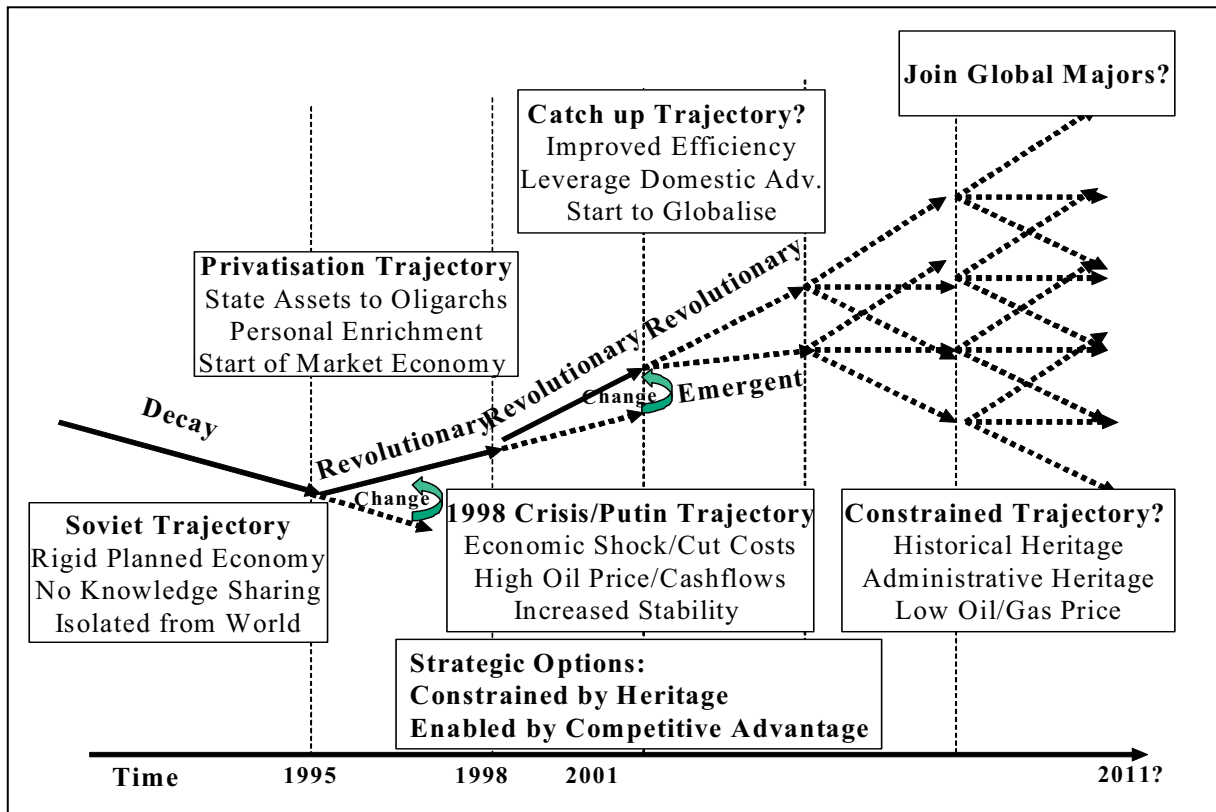 Join Global Majors?
Catch up Trajectory?
Improved Efficiency
Leverage Domestic Adv.
Start to Globalise
Privatisation Trajectory
State Assets to Oligarchs
Personal Enrichment
Start of Market Economy
Decay
Revolutionary
Revolutionary
Revolutionary
Emergent
Change
Change
Soviet Trajectory
Rigid Planned Economy
No Knowledge Sharing
Isolated from World
1998 Crisis/Putin Trajectory
Economic Shock/Cut Costs
High Oil Price/Cashflows
Increased Stability
Constrained Trajectory?
Historical Heritage
Administrative Heritage
Low Oil/Gas Price
Strategic Options:
Constrained by Heritage
Enabled by Competitive Advantage
Time
1995
1998
2001
2011?